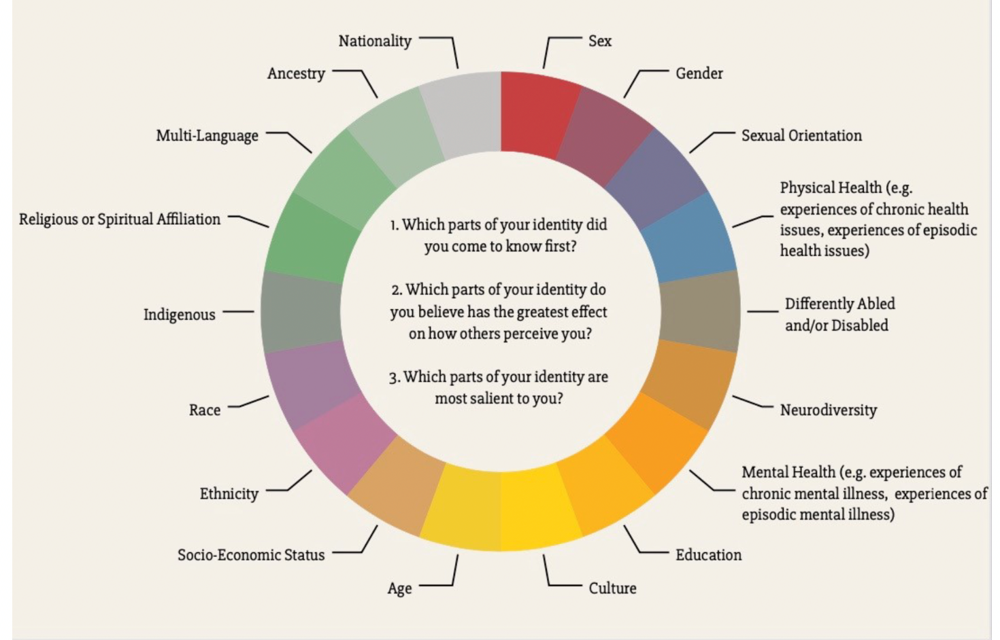 Nationality
Sex
Ancestry
Gender
Multi-Language
Sexual Orientation
Physical Health (e.g.
experiences of chronic health
issues, experiences of episodic
health issues)
Religious or Spiritual Affiliation
1. Which parts of your identity did
you come to know first?
2. Which parts of your identity do
you believe has the greatest effect
on how others perceive you?
3. Which parts of your identity are
most salient to you?
Indigenous
Differently Abled
and/or Disabled
Race
Neurodiversity
Ethnicity
Mental Health (e.g. experiences of
chronic mental illness,  experiences of
episodic mental illness)
Socio-Economic Status
Education
Age
Culture